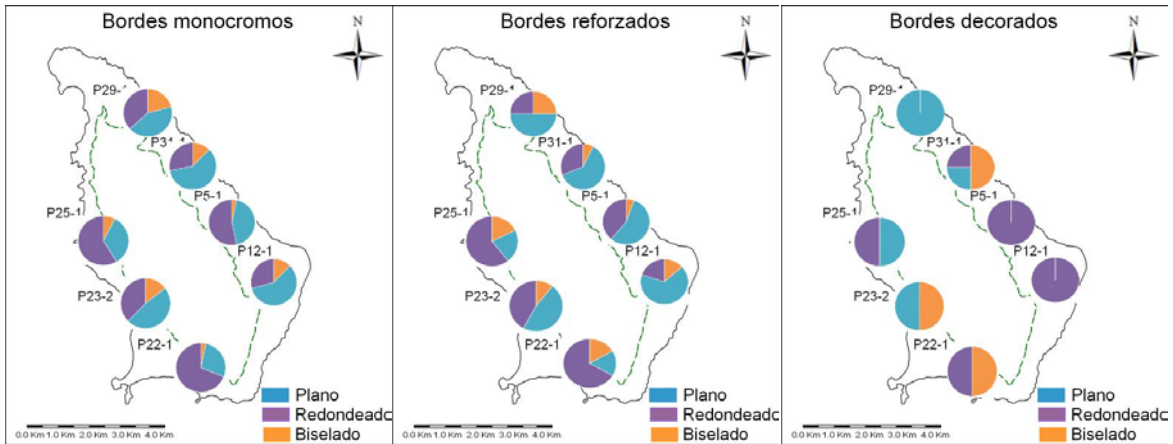 Bordes monocromos
N
P29-1
P5-1
P25-1
P12-1
P23-2
P22-1
Plano
Redondeado
Biselado
0.0 Km 1.0 Km 2.0 Km 3.0 Km 4.0 Km
Bordes reforzados
N
P29-1
P31-1
P5-1
P25-1
P12-1
P23-2
P22-1
Plano
Redondeado
Biselado
0.0 Km 1.0 Km 2.0 Km 3.0 Km 4.0 Km
Bordes decorados
N
P29-1
P31-1
P5-1
P25-1
P12-1
P23-2
P22-1
Plano
Redondeado
Biselado
0.0 Km 1.0 Km 2.0 Km 3.0 Km 4.0 Km